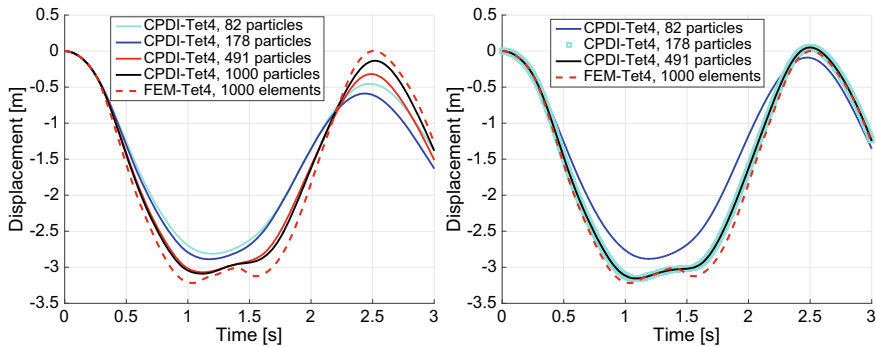 CPDI-Tet4, 82 particles
CPDI-Tet4, 178 particles
CPDI-Tet4, 491 particles
CPDI-Tet4, 1000 particles
FEM-Tet4, 1000 elements
0.5
0
-0.5
-1
-1.5
-2
-2.5
-3
-3.5
Displacement [m]
0 0.5 1 1.5 2 2.5 3
Time [s]
CPDI-Tet4, 82 particles
CPDI-Tet4, 178 particles
CPDI-Tet4, 491 particles
FEM-Tet4, 1000 elements
0.5
0
-0.5
-1
-1.5
-2
-2.5
-3
-3.5
Displacement [m]
0 0.5 1 1.5 2 2.5 3
Time [s]